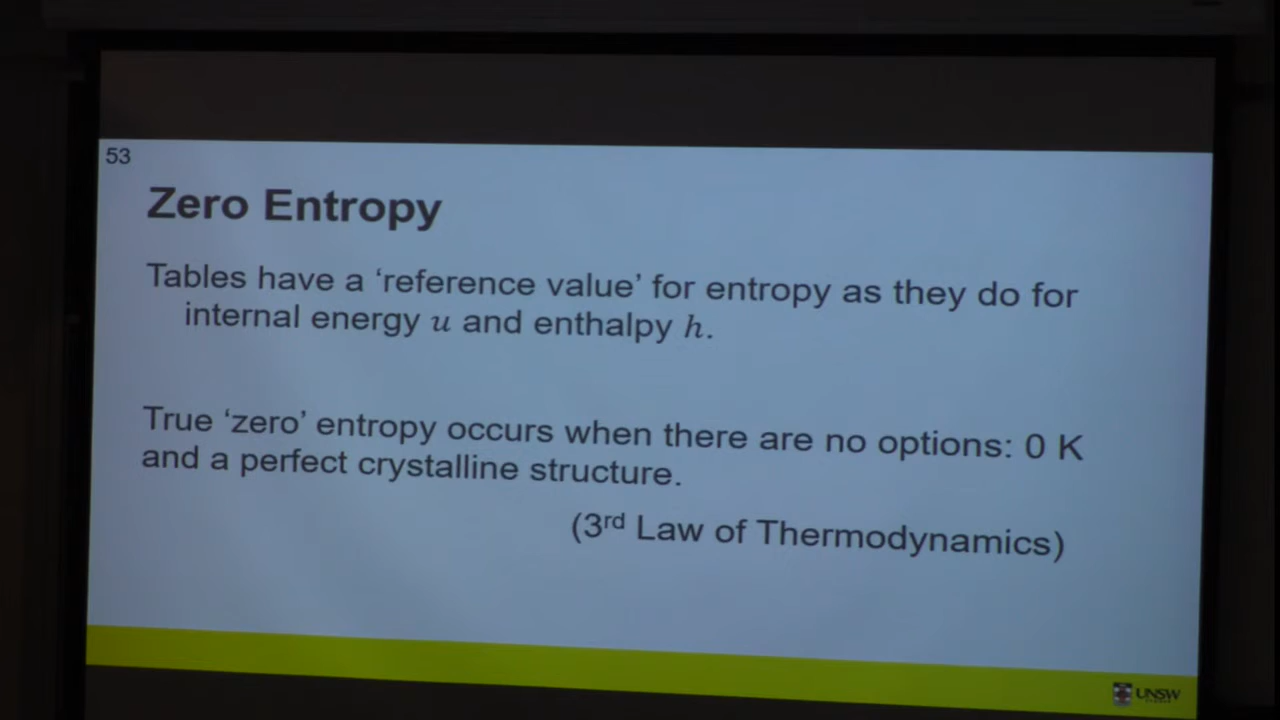 53
Zero Entropy
Tables have a ‘reference value’ for entropy as they do for
internal energy u and enthalpy h.
True ‘zero’ entropy occurs when there are no options: 0 K
and a perfect crystalline structure.
(3rd Law of Thermodynamics)
UNSW